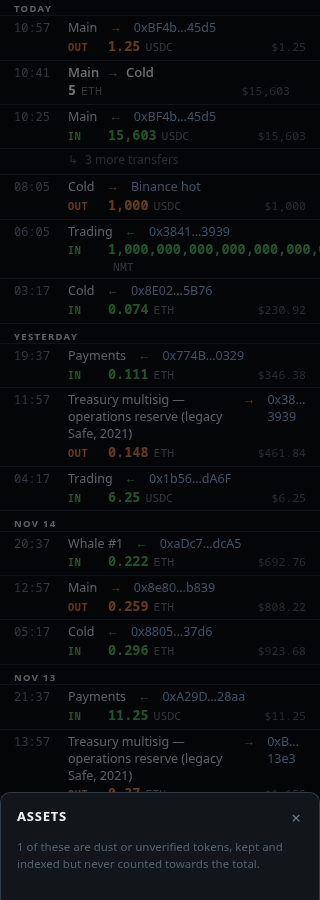 TODAY
10:57 Main → 0xBF4b…45d5
OUT 1.25 USDC $1.25
10:41 Main → Cold
5 ETH $15,603
10:25 Main ← 0xBF4b…45d5
IN 15,603 USDC $15,603
↳ 3 more transfers
08:05 Cold → Binance hot
OUT 1,000 USDC $1,000
06:05 Trading ← 0x3841…3939
IN 1,000,000,000,000,000,000,
NMT
03:17 Cold ← 0x8E02…5B76
IN 0.074 ETH $230.92
YESTERDAY
19:37 Payments ← 0x774B…0329
IN 0.111 ETH $346.38
11:57 Treasury multisig — → 0x38…
operations reserve (legacy 3939
Safe, 2021)
OUT 0.148 ETH $461.84
04:17 Trading ← 0x1b56…dA6F
IN 6.25 USDC $6.25
NOV 14
20:37 Whale #1 ← 0xaDc7…dcA5
IN 0.222 ETH $692.76
12:57 Main → 0x8e80…b839
OUT 0.259 ETH $808.22
05:17 Cold ← 0x8805…37d6
IN 0.296 ETH $923.68
NOV 13
21:37 Payments ← 0xA29D…28aa
IN 11.25 USDC $11.25
13:57 Treasury multisig — → 0xB…
operations reserve (legacy 13e3
Safe, 2021)
ASSETS ×
1 of these are dust or unverified tokens, kept and
indexed but never counted towards the total.